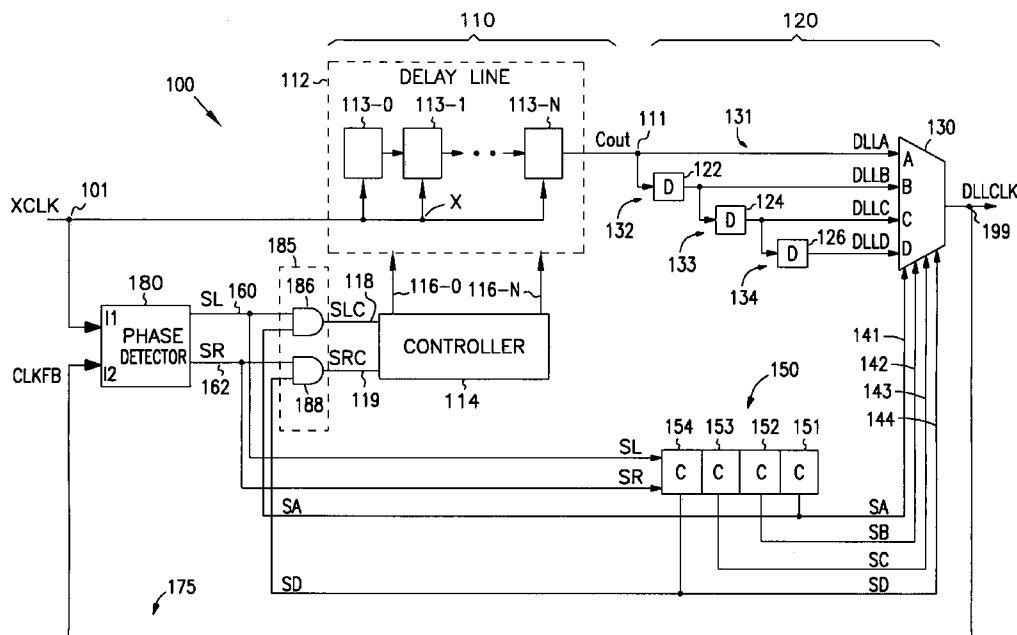 110
120
112
DELAY LINE
100
113-0
113-1
113-N
Cout
111
131
DLLA
130
A
XCLK
101
X
D
122
DLLB
B
DLLCLK
132
D
124
DLLC
C
199
133
D
126
DLLD
D
134
185
180
SL
160
186
118
SLC
116-0
116-N
I1
PHASE
DETECTOR
SR
SRC
CONTROLLER
141
142
143
144
CLKFB
I2
162
188
119
114
150
154
153
152
151
SL
C
C
C
C
SR
SA
SA
SB
SC
SD
SD
175